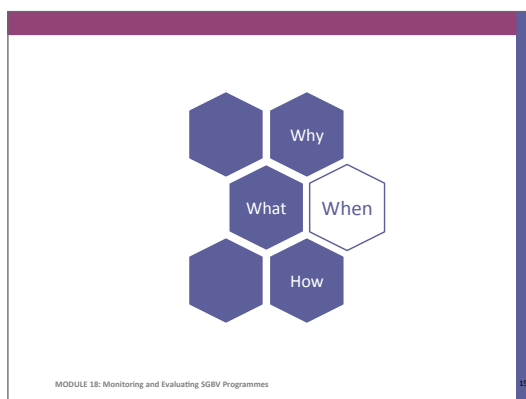 Why
What
When
How
MODULE 18: Monitoring and Evaluating SGBV Programmes